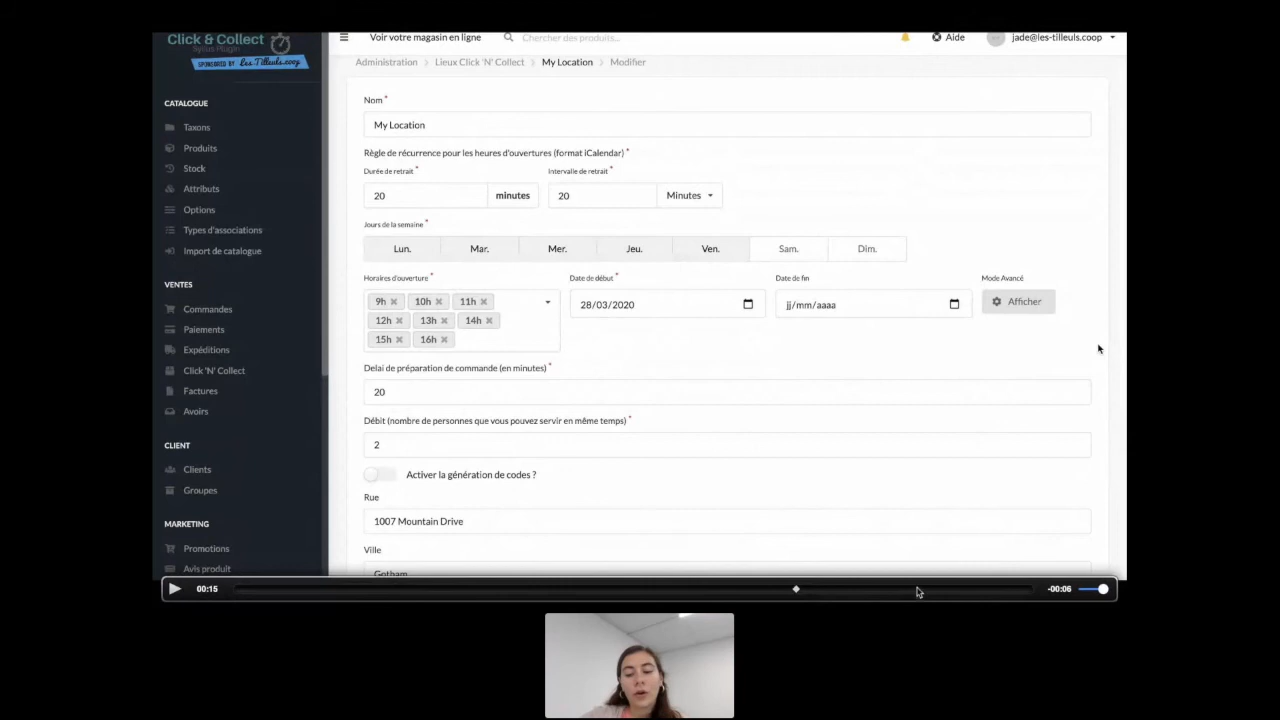 Click & Collect
Sylius Plugin
SPONSORED BY Les Tilleuls.coop
Voir votre magasin en ligne
Chercher des produits...
Aide
jade@les-tilleuls.coop
Administration
Lieux Click 'N' Collect
My Location
Modifier
CATALOGUE
Taxons
Produits
Stock
Attributs
Options
Types d'associations
Import de catalogue
VENTES
Commandes
Paiements
Expéditions
Click 'N' Collect
Factures
Avoirs
CLIENT
Clients
Groupes
MARKETING
Promotions
Avis produit
Nom *
My Location
Règle de récurrence pour les heures d'ouvertures (format iCalendar) *
Durée de retrait *
Intervalle de retrait *
20 minutes
20 Minutes
Jours de la semaine *
Lun. Mar. Mer. Jeu. Ven. Sam. Dim.
Horaires d'ouverture *
Date de début *
Date de fin
Mode Avancé
9h 10h 11h
12h 13h 14h
15h 16h
28/03/2020
jj/mm/aaaa
Afficher
Delai de préparation de commande (en minutes) *
20
Débit (nombre de personnes que vous pouvez servir en même temps) *
2
Activer la génération de codes ?
Rue
1007 Mountain Drive
Ville
Gotham
00:15
-00:06